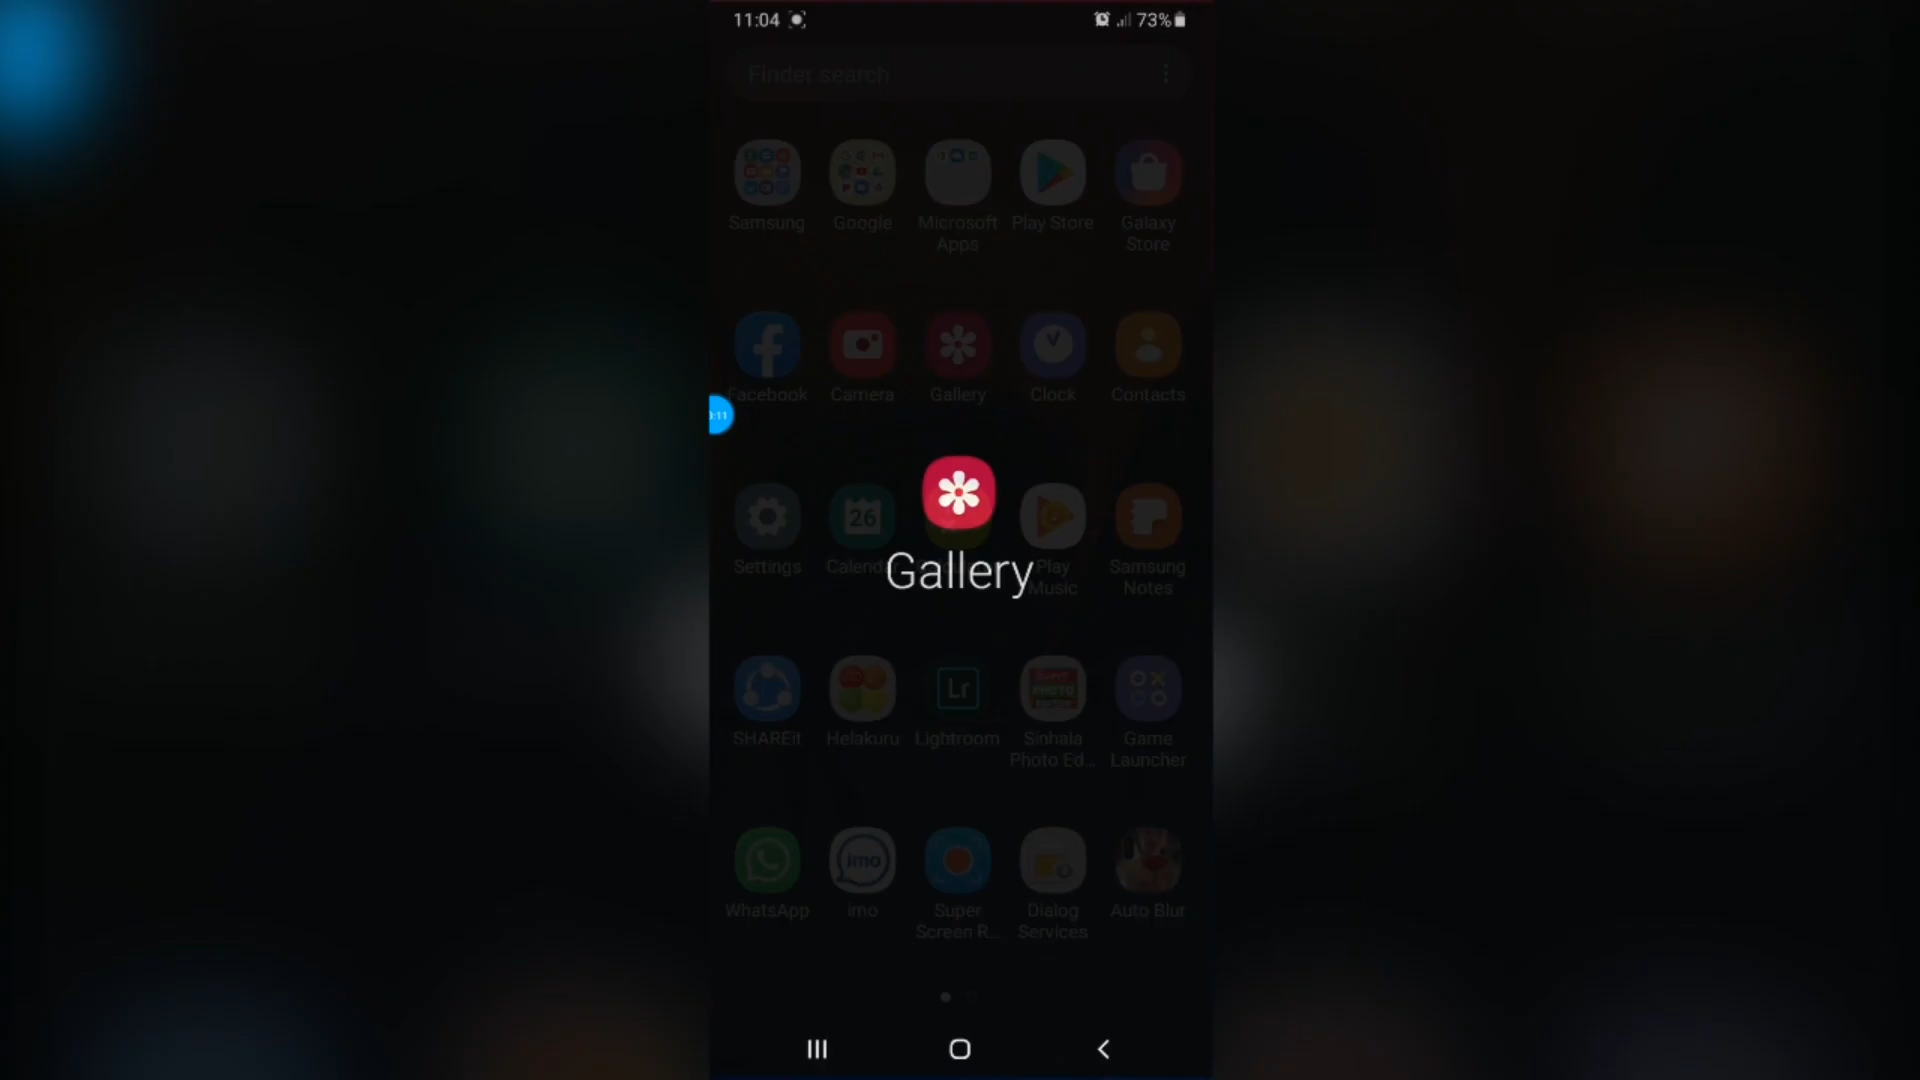 11:04
73%
Finder search
Samsung
Google
Microsoft Apps
Play Store
Galaxy Store
Facebook
Camera
Gallery
Clock
Contacts
:11
26
Settings
Gallery
Play Music
Samsung Notes
Lr
PHOTO
SHAREit
Helakuru
Lightroom
Sinhala Photo Ed...
Game Launcher
imo
WhatsApp
imo
Super Screen R...
Dialog Services
Auto Blur